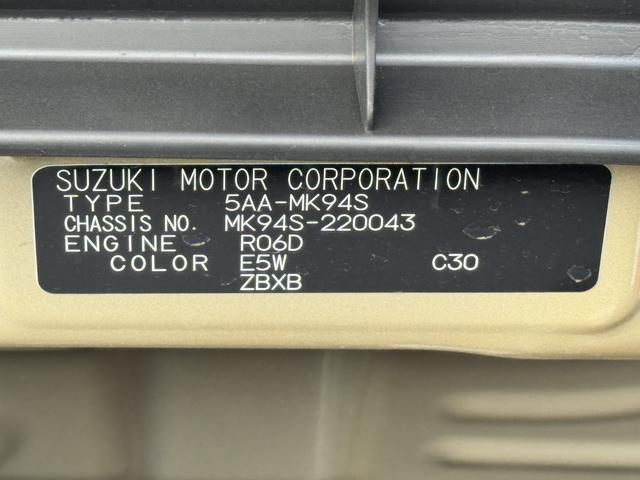 SUZUKI MOTOR CORPORATION
TYPE 5AA-MK94S
CHASSIS NO. MK94S-220043
ENGINE R06D
COLOR E5W C30
ZBXB